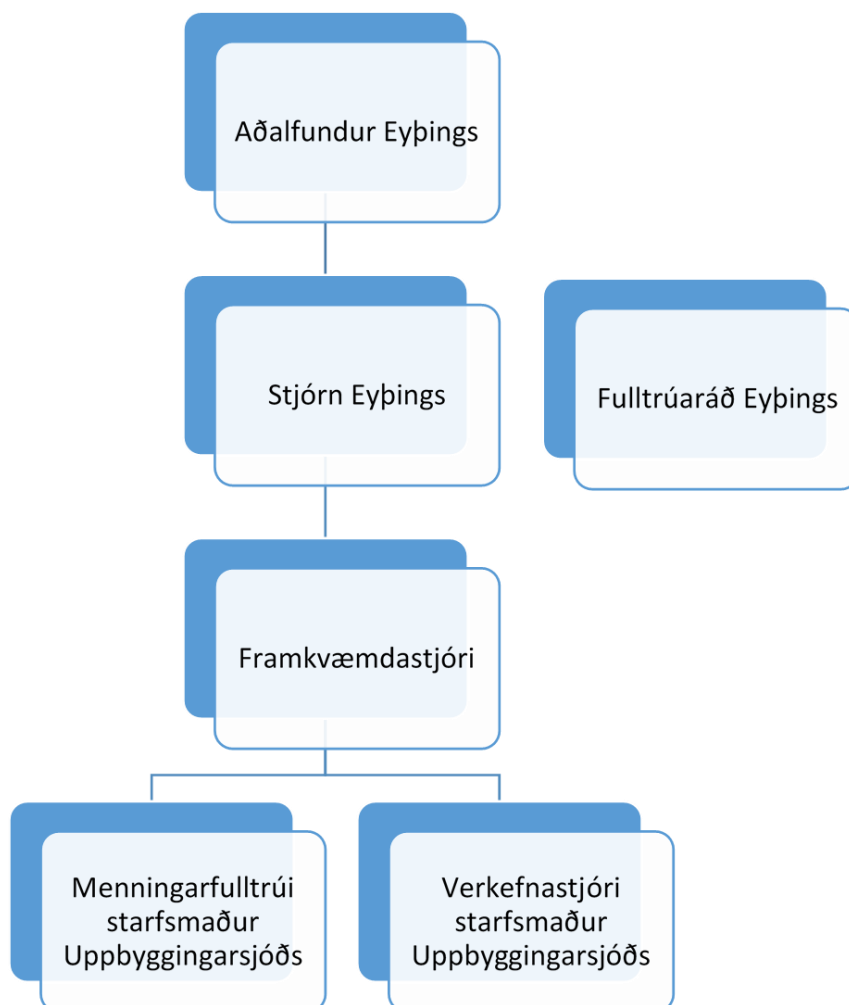 Aðalfundur Eyþings
Stjórn Eyþings
Fulltrúaráð Eyþings
Framkvæmdastjóri
Menningarfulltrúi
starfsmaður
Uppbyggingarsjóðs
Verkefnastjóri
starfsmaður
Uppbyggingarsjóðs